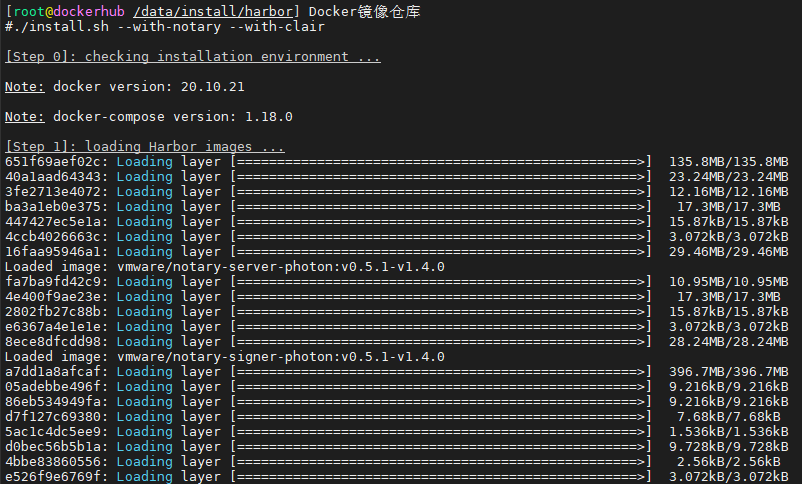 [root@dockerhub /data/install/harbor] Docker镜像仓库
#./install.sh --with-notary --with-clair
[Step 0]: checking installation environment ...
Note: docker version: 20.10.21
Note: docker-compose version: 1.18.0
[Step 1]: loading Harbor images ...
651f69aef02c: Loading layer [==================================================>] 135.8MB/135.8MB
40a1aad64343: Loading layer [==================================================>] 23.24MB/23.24MB
3fe2713e4072: Loading layer [==================================================>] 12.16MB/12.16MB
ba3a1eb0e375: Loading layer [==================================================>] 17.3MB/17.3MB
447427ec5e1a: Loading layer [==================================================>] 15.87kB/15.87kB
4ccb4026663c: Loading layer [==================================================>] 3.072kB/3.072kB
16faa95946a1: Loading layer [==================================================>] 29.46MB/29.46MB
Loaded image: vmware/notary-server-photon:v0.5.1-v1.4.0
fa7ba9fd42c9: Loading layer [==================================================>] 10.95MB/10.95MB
4e400f9ae23e: Loading layer [==================================================>] 17.3MB/17.3MB
2802fb27c88b: Loading layer [==================================================>] 15.87kB/15.87kB
e6367a4e1e1e: Loading layer [==================================================>] 3.072kB/3.072kB
8ece8dfcdd98: Loading layer [==================================================>] 28.24MB/28.24MB
Loaded image: vmware/notary-signer-photon:v0.5.1-v1.4.0
a7dd1a8afcaf: Loading layer [==================================================>] 396.7MB/396.7MB
05adebbe496f: Loading layer [==================================================>] 9.216kB/9.216kB
86eb534949fa: Loading layer [==================================================>] 9.216kB/9.216kB
d7f127c69380: Loading layer [==================================================>] 7.68kB/7.68kB
5ac1c4dc5ee9: Loading layer [==================================================>] 1.536kB/1.536kB
d0bec56b5b1a: Loading layer [==================================================>] 9.728kB/9.728kB
4bbe83860556: Loading layer [==================================================>] 2.56kB/2.56kB
e526f9e6769f: Loading layer [==================================================>] 3.072kB/3.072kB